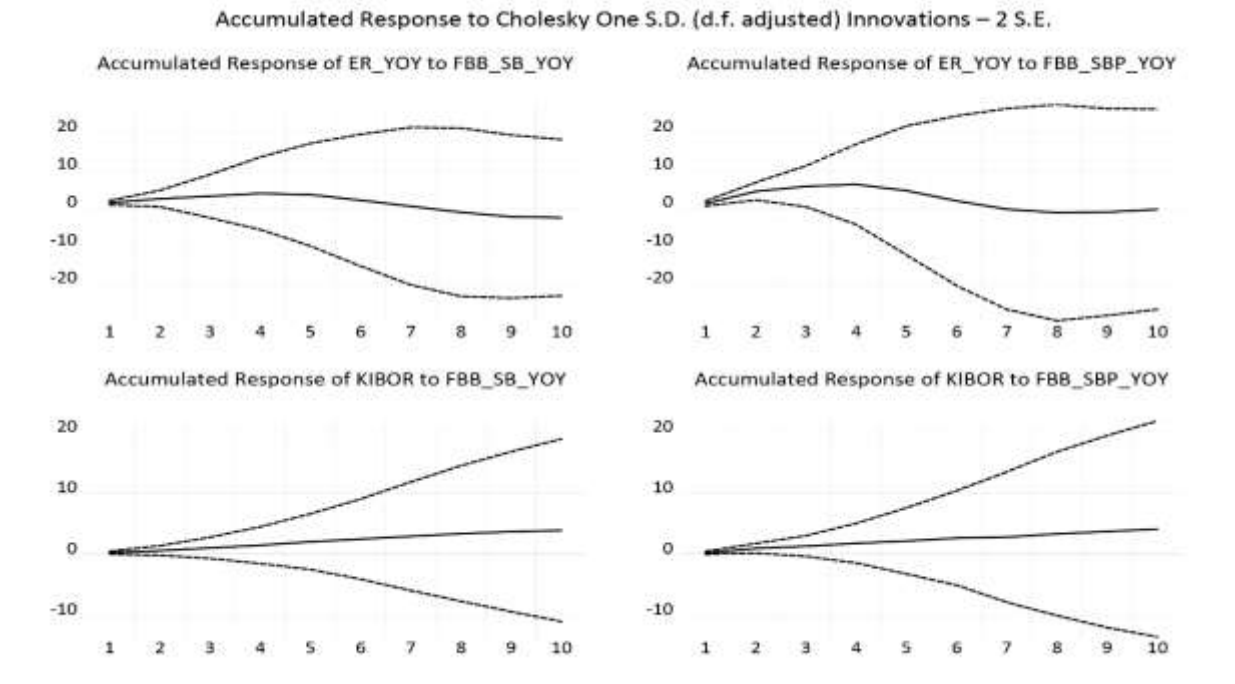 Accumulated Response to Cholesky One S.D. (d.f. adjusted) Innovations – 2 S.E.
Accumulated Response of ER_YOY to FBB_SB_YOY
20
10
0
-10
-20
1 2 3 4 5 6 7 8 9 10
Accumulated Response of ER_YOY to FBB_SBP_YOY
20
10
0
-10
-20
1 2 3 4 5 6 7 8 9 10
Accumulated Response of KIBOR to FBB_SB_YOY
20
10
0
-10
1 2 3 4 5 6 7 8 9 10
Accumulated Response of KIBOR to FBB_SBP_YOY
20
10
0
-10
1 2 3 4 5 6 7 8 9 10